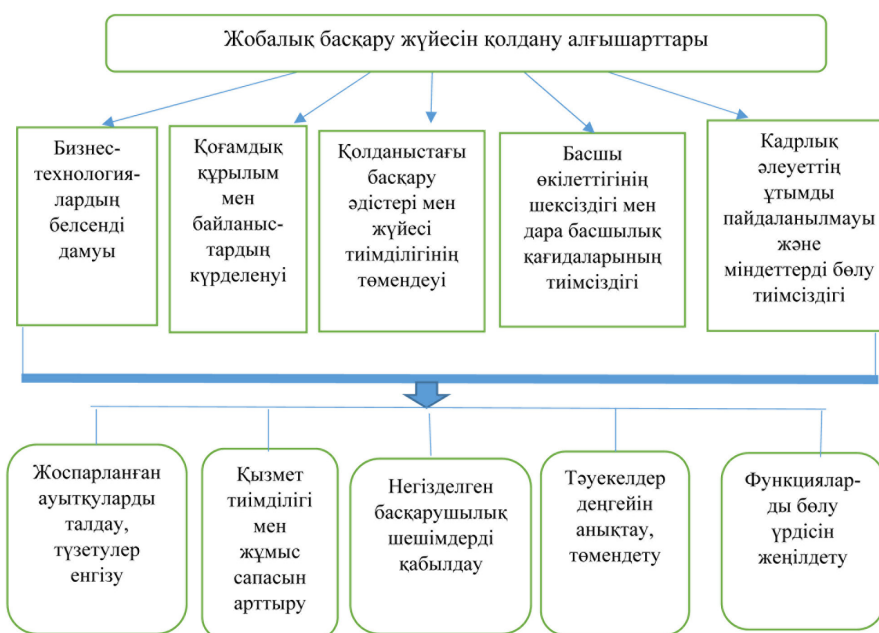 Жобалық басқару жүйесін қолдану алғышарттары
Бизнес-
технология-
лардың
белсенді
дамуы
Қоғамдық
құрылым
мен
байланыс-
тардың
күрделенуі
Қолданыстағы
басқару
әдістері мен
жүйесі
тиімділігінің
төмендеуі
Басшы
өкілеттігінің
шексіздігі мен
дара басшылық
қағидаларының
тиімсіздігі
Кадрлық
әлеуеттің
ұтымды
пайдаланылмауы
және
міндеттерді бөлу
тиімсіздігі
Жоспарланған
ауытқуларды
талдау,
түзетулер
енгізу
Қызмет
тиімділігі
мен
жұмыс
сапасын
арттыру
Негізделген
басқарушылық
шешімдерді
қабылдау
Тәуекелдер
деңгейін
анықтау,
төмендету
Функциялар-
ды бөлу
үрдісін
жеңілдету